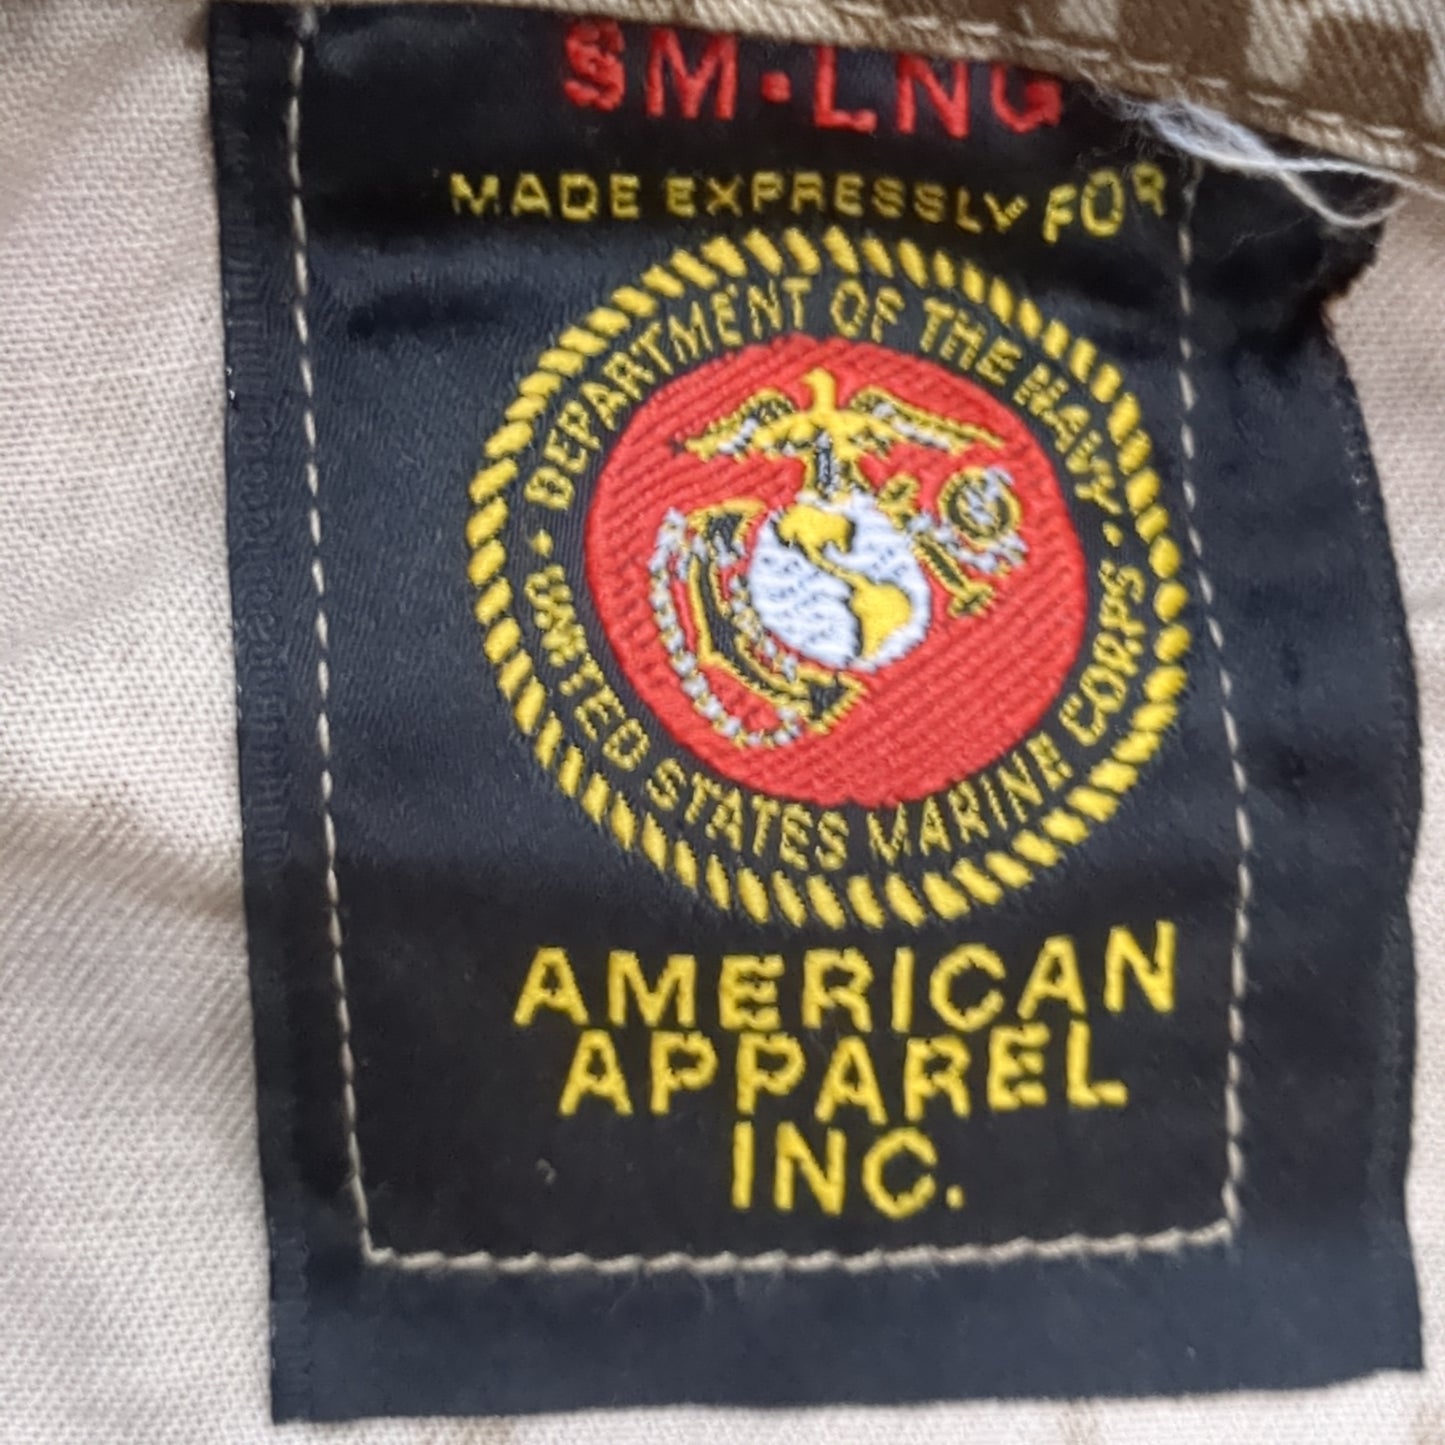 SM·LNG
MADE EXPRESSLY FOR
DEPARTMENT OF THE NAVY
· UNITED STATES MARINE CORPS ·
AMERICAN
APPAREL
INC.